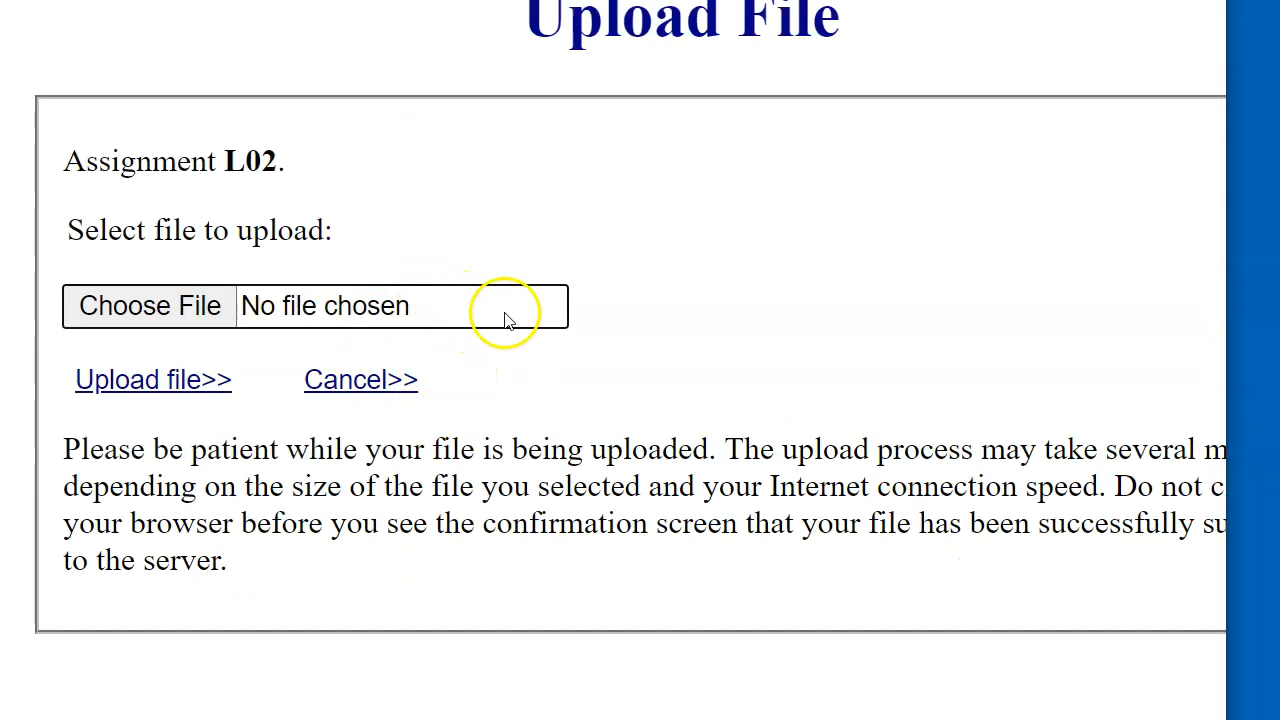 Upload File
Assignment L02.
Select file to upload:
Choose File No file chosen
Upload file>> Cancel>>
Please be patient while your file is being uploaded. The upload process may take several
depending on the size of the file you selected and your Internet connection speed. Do not
your browser before you see the confirmation screen that your file has been successfully
to the server.